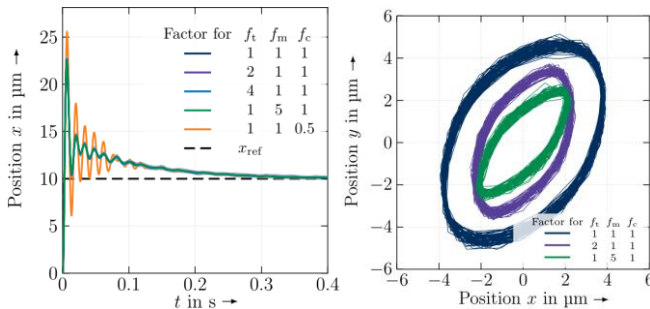 Factor for f_t f_m f_c
1 1 1
2 1 1
4 1 1
1 5 1
1 1 0.5
x_ref
25
20
15
10
5
0
0 0.1 0.2 0.3 0.4
t in s →
Position x in µm →
6
4
2
0
−2
−4
−6
−6 −4 −2 0 2 4 6
Position x in µm →
Position y in µm →
Factor for f_t f_m f_c
1 1 1
2 1 1
1 5 1